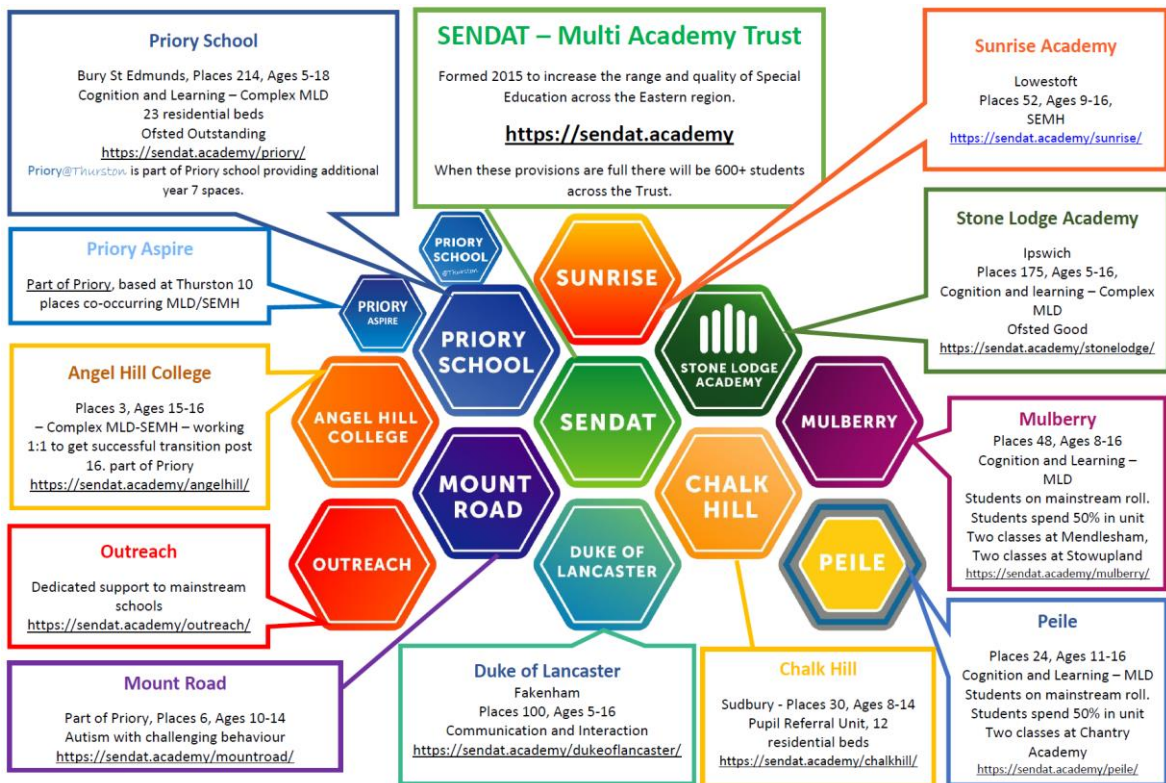 Priory School
Bury St Edmunds, Places 214, Ages 5-18
Cognition and Learning – Complex MLD
23 residential beds
Ofsted Outstanding
https://sendat.academy/priory/
Priory@Thurston is part of Priory school providing additional
year 7 spaces.
SENDAT – Multi Academy Trust
Formed 2015 to increase the range and quality of Special
Education across the Eastern region.
https://sendat.academy
When these provisions are full there will be 600+ students
across the Trust.
Sunrise Academy
Lowestoft
Places 52, Ages 9-16,
SEMH
https://sendat.academy/sunrise/
Priory Aspire
Part of Priory, based at Thurston 10
places co-occurring MLD/SEMH
Stone Lodge Academy
Ipswich
Places 175, Ages 5-16,
Cognition and learning – Complex
MLD
Ofsted Good
https://sendat.academy/stonelodge/
Angel Hill College
Places 3, Ages 15-16
– Complex MLD-SEMH – working
1:1 to get successful transition post
16. part of Priory
https://sendat.academy/angelhill/
PRIORY
SCHOOL
@Thurston
PRIORY
ASPIRE
PRIORY
SCHOOL
SUNRISE
STONE LODGE
ACADEMY
ANGEL HILL
COLLEGE
SENDAT
MULBERRY
MOUNT
ROAD
CHALK
HILL
OUTREACH
DUKE OF
LANCASTER
PEILE
Mulberry
Places 48, Ages 8-16
Cognition and Learning –
MLD
Students on mainstream roll.
Students spend 50% in unit
Two classes at Mendlesham,
Two classes at Stowupland
https://sendat.academy/mulberry/
Outreach
Dedicated support to mainstream
schools
https://sendat.academy/outreach/
Mount Road
Part of Priory, Places 6, Ages 10-14
Autism with challenging behaviour
https://sendat.academy/mountroad/
Duke of Lancaster
Fakenham
Places 100, Ages 5-16
Communication and Interaction
https://sendat.academy/dukeoflancaster/
Chalk Hill
Sudbury - Places 30, Ages 8-14
Pupil Referral Unit, 12
residential beds
https://sendat.academy/chalkhill/
Peile
Places 24, Ages 11-16
Cognition and Learning – MLD
Students on mainstream roll.
Students spend 50% in unit
Two classes at Chantry
Academy
https://sendat.academy/peile/